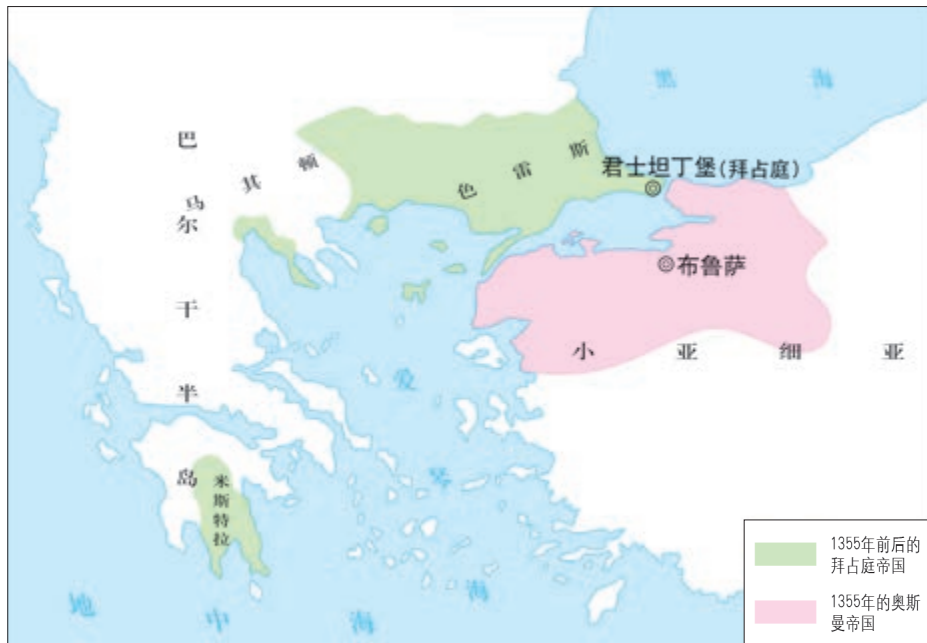 黑海
巴尔干半岛
马其顿
色雷斯
君士坦丁堡(拜占庭)
布鲁萨
小亚细亚
爱琴海
米斯特拉
地中海
1355年前后的
拜占庭帝国
1355年的奥斯
曼帝国